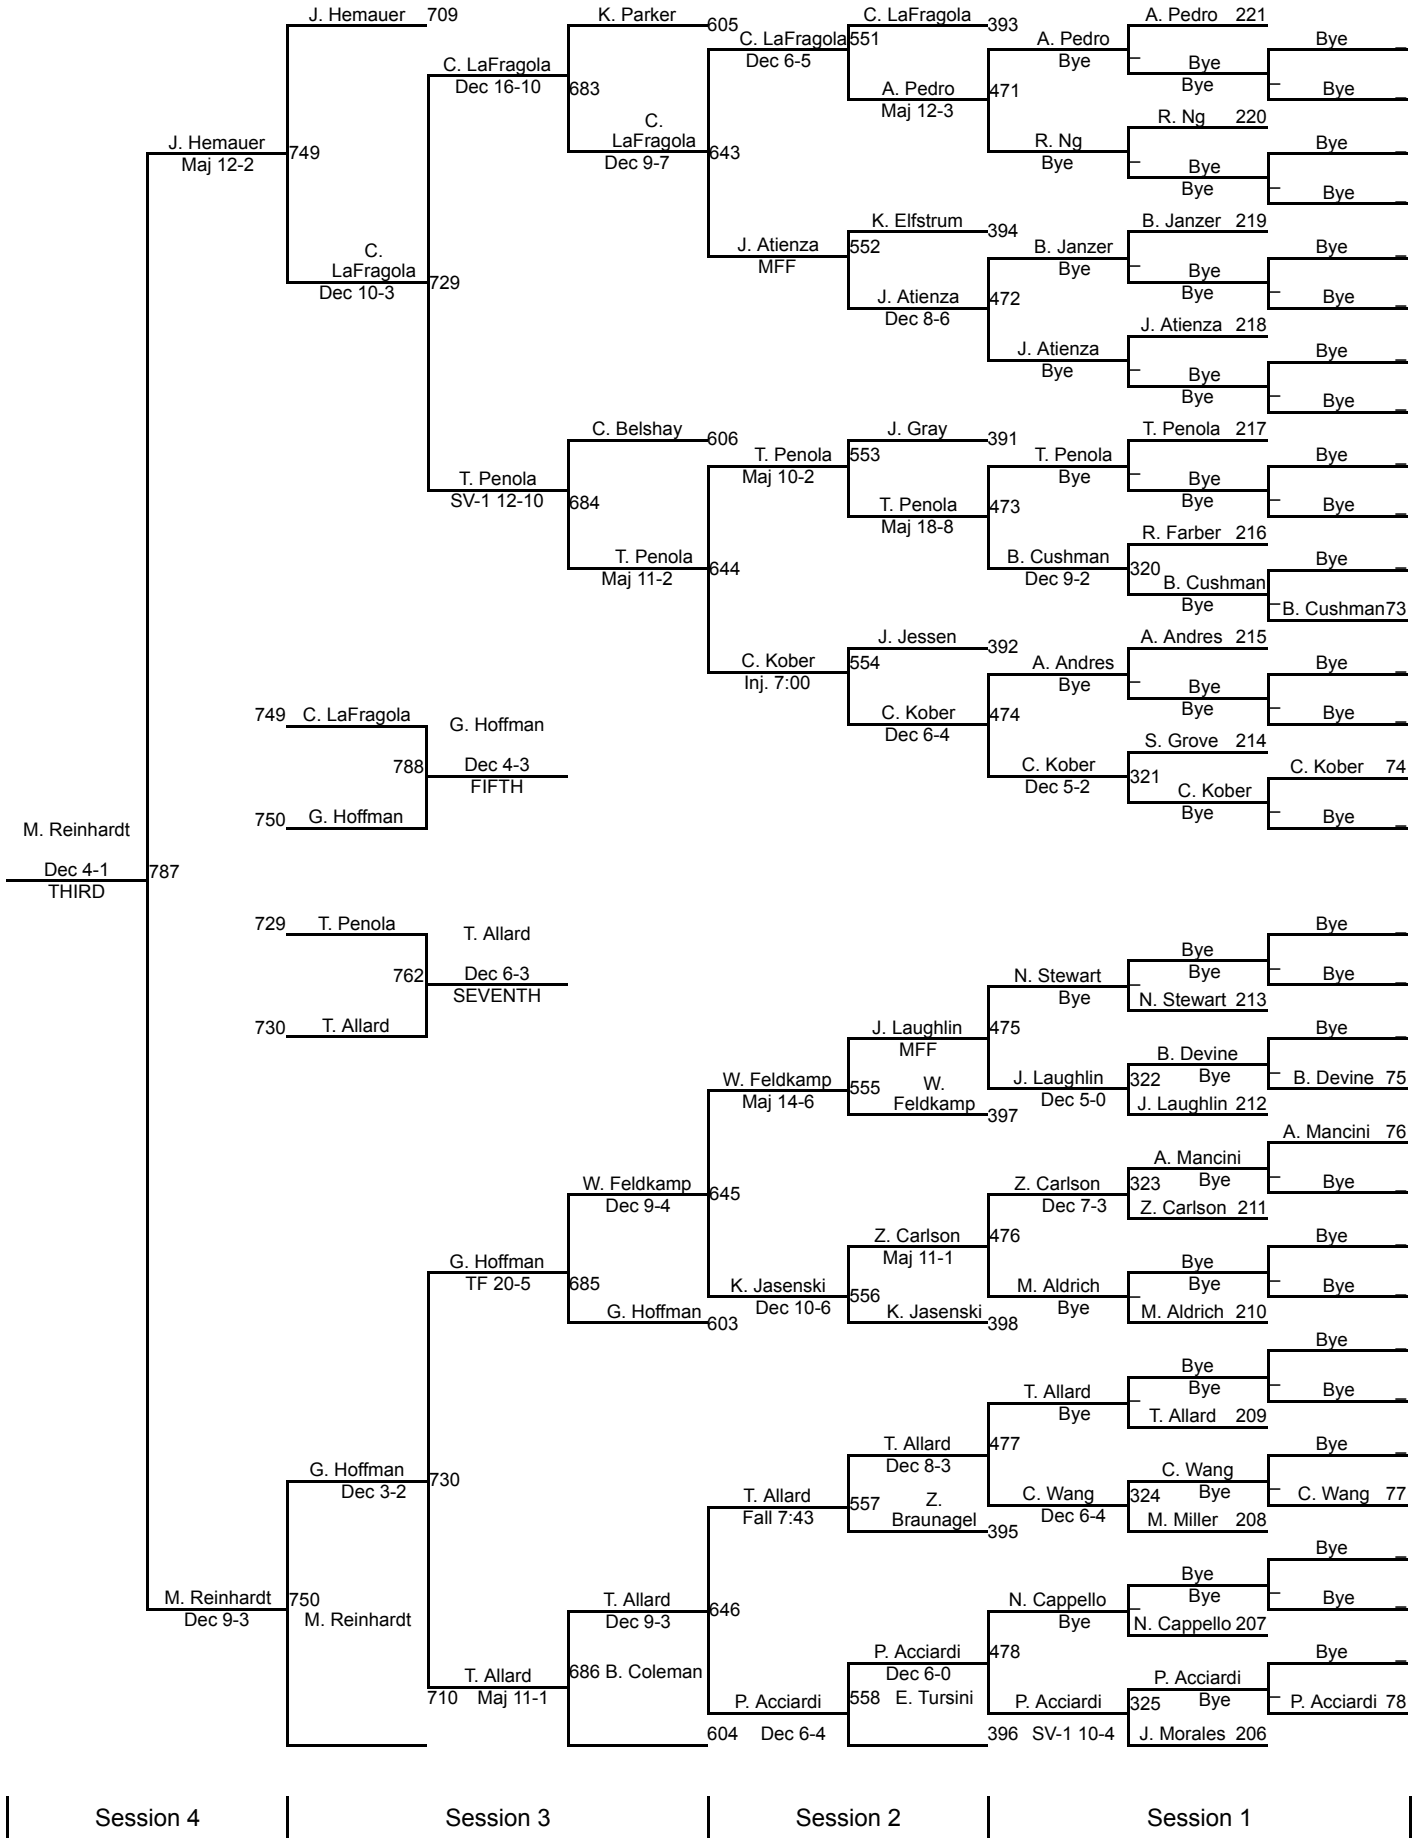 J. Hemauer 709 K. Parker C. LaFragola 393 A. Pedro 221
605 C. LaFragola 551 A. Pedro Bye _
C. LaFragola Dec 6-5 Bye _ Bye
Dec 16-10 683 A. Pedro 471 Bye Bye _
C. Maj 12-3
LaFragola R. Ng 220
J. Hemauer 749 Dec 9-7 643 R. Ng Bye _
Maj 12-2 Bye _ Bye
Bye _ Bye _
K. Elfstrum 394 B. Janzer 219
C. J. Atienza 552 B. Janzer Bye _
LaFragola MFF Bye _ Bye
Dec 10-3 729 J. Atienza 472 Bye _ Bye _
Dec 8-6
J. Atienza 218
J. Atienza Bye _
Bye _ Bye
Bye _ Bye _
C. Belshay 606 J. Gray 391 T. Penola 217
T. Penola 553 T. Penola Bye _
T. Penola Maj 10-2 Bye _ Bye
SV-1 12-10 684 T. Penola 473 Bye _ Bye _
Maj 18-8
R. Farber 216
T. Penola 644 B. Cushman 320 Bye _
Maj 11-2 Dec 9-2 B. Cushman
Bye _ B. Cushman 73
J. Jessen 392 A. Andres 215
C. Kober 554 A. Andres Bye _
Inj. 7:00 Bye _ Bye
749 C. LaFragola G. Hoffman C. Kober 474 Bye _ Bye _
Dec 6-4
S. Grove 214
788 Dec 4-3 C. Kober 321 C. Kober 74
FIFTH Dec 5-2 C. Kober
750 G. Hoffman Bye _ Bye _
M. Reinhardt
Dec 4-1 787
THIRD
729 T. Penola T. Allard Bye _
Bye
762 Dec 6-3 N. Stewart _ Bye _ Bye _
SEVENTH Bye N. Stewart 213
730 T. Allard J. Laughlin 475 Bye _
MFF B. Devine
W. Feldkamp 555 W. J. Laughlin 322 Bye _ B. Devine 75
Maj 14-6 Feldkamp 397 Dec 5-0 J. Laughlin 212
A. Mancini 76
A. Mancini
W. Feldkamp 645 Z. Carlson 323 Bye _ Bye _
Dec 9-4 Dec 7-3 Z. Carlson 211
Z. Carlson 476 Bye _
G. Hoffman Maj 11-1 Bye
TF 20-5 685 K. Jasenski 556 M. Aldrich _ Bye _ Bye _
G. Hoffman 603 Dec 10-6 K. Jasenski 398 Bye M. Aldrich 210
Bye _
Bye
T. Allard _ Bye _ Bye _
Bye T. Allard 209
T. Allard 477 Bye _
G. Hoffman 730 Dec 8-3 C. Wang
Dec 3-2 T. Allard 557 Z. C. Wang 324 Bye _ C. Wang 77
Fall 7:43 Braunagel 395 Dec 6-4 M. Miller 208
Bye _
Bye
M. Reinhardt 750 T. Allard 646 N. Cappello _ Bye _ Bye _
Dec 9-3 M. Reinhardt Dec 9-3 Bye N. Cappello 207
P. Acciardi 478 Bye _
T. Allard 686 B. Coleman Dec 6-0 P. Acciardi
710 Maj 11-1 P. Acciardi 558 E. Tursini P. Acciardi 325 Bye _ P. Acciardi 78
604 Dec 6-4 396 SV-1 10-4 J. Morales 206
Session 4 Session 3 Session 2 Session 1